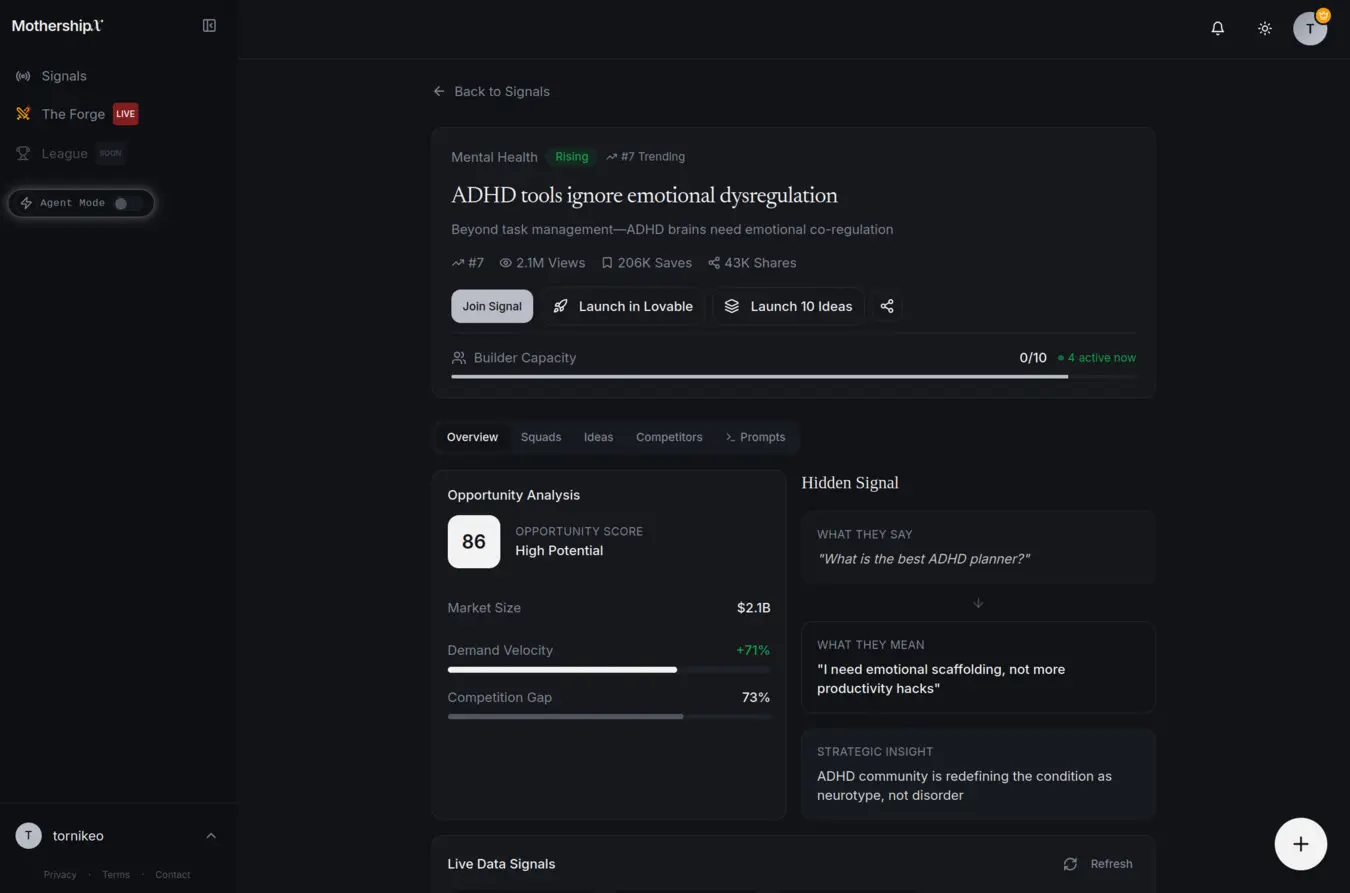 Mothership
Signals
The Forge LIVE
League SOON
Agent Mode
T
Back to Signals
Mental Health Rising #7 Trending
ADHD tools ignore emotional dysregulation
Beyond task management—ADHD brains need emotional co-regulation
#7 2.1M Views 206K Saves 43K Shares
Join Signal Launch in Lovable Launch 10 Ideas
Builder Capacity 0/10 4 active now
Overview Squads Ideas Competitors Prompts
Opportunity Analysis
86
OPPORTUNITY SCORE
High Potential
Market Size $2.1B
Demand Velocity +71%
Competition Gap 73%
Hidden Signal
WHAT THEY SAY
"What is the best ADHD planner?"
WHAT THEY MEAN
"I need emotional scaffolding, not more
productivity hacks"
STRATEGIC INSIGHT
ADHD community is redefining the condition as
neurotype, not disorder
Live Data Signals Refresh
T tornikeo
Privacy · Terms · Contact